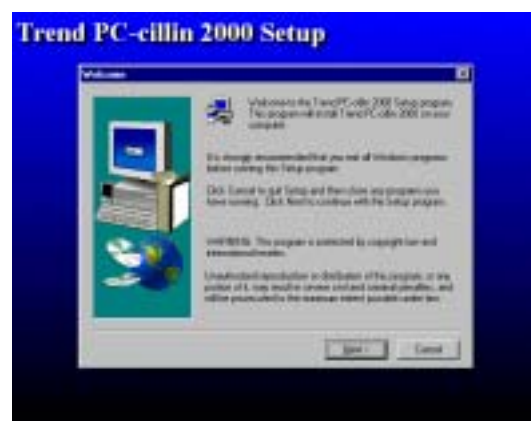 Trend PC-cillin 2000 Setup
Welcome
Welcome to the Trend PC-cillin 2000 Setup program.
This program will install Trend PC-cillin 2000 on your
computer.
It is strongly recommended that you exit all Windows programs
before running this Setup program.
Click Cancel to quit Setup and then close any programs you
have running. Click Next to continue with the Setup program.
WARNING: This program is protected by copyright law and
international treaties.
Unauthorized reproduction or distribution of this program, or any
portion of it, may result in severe civil and criminal penalties, and
will be prosecuted to the maximum extent possible under law.
Next >
Cancel